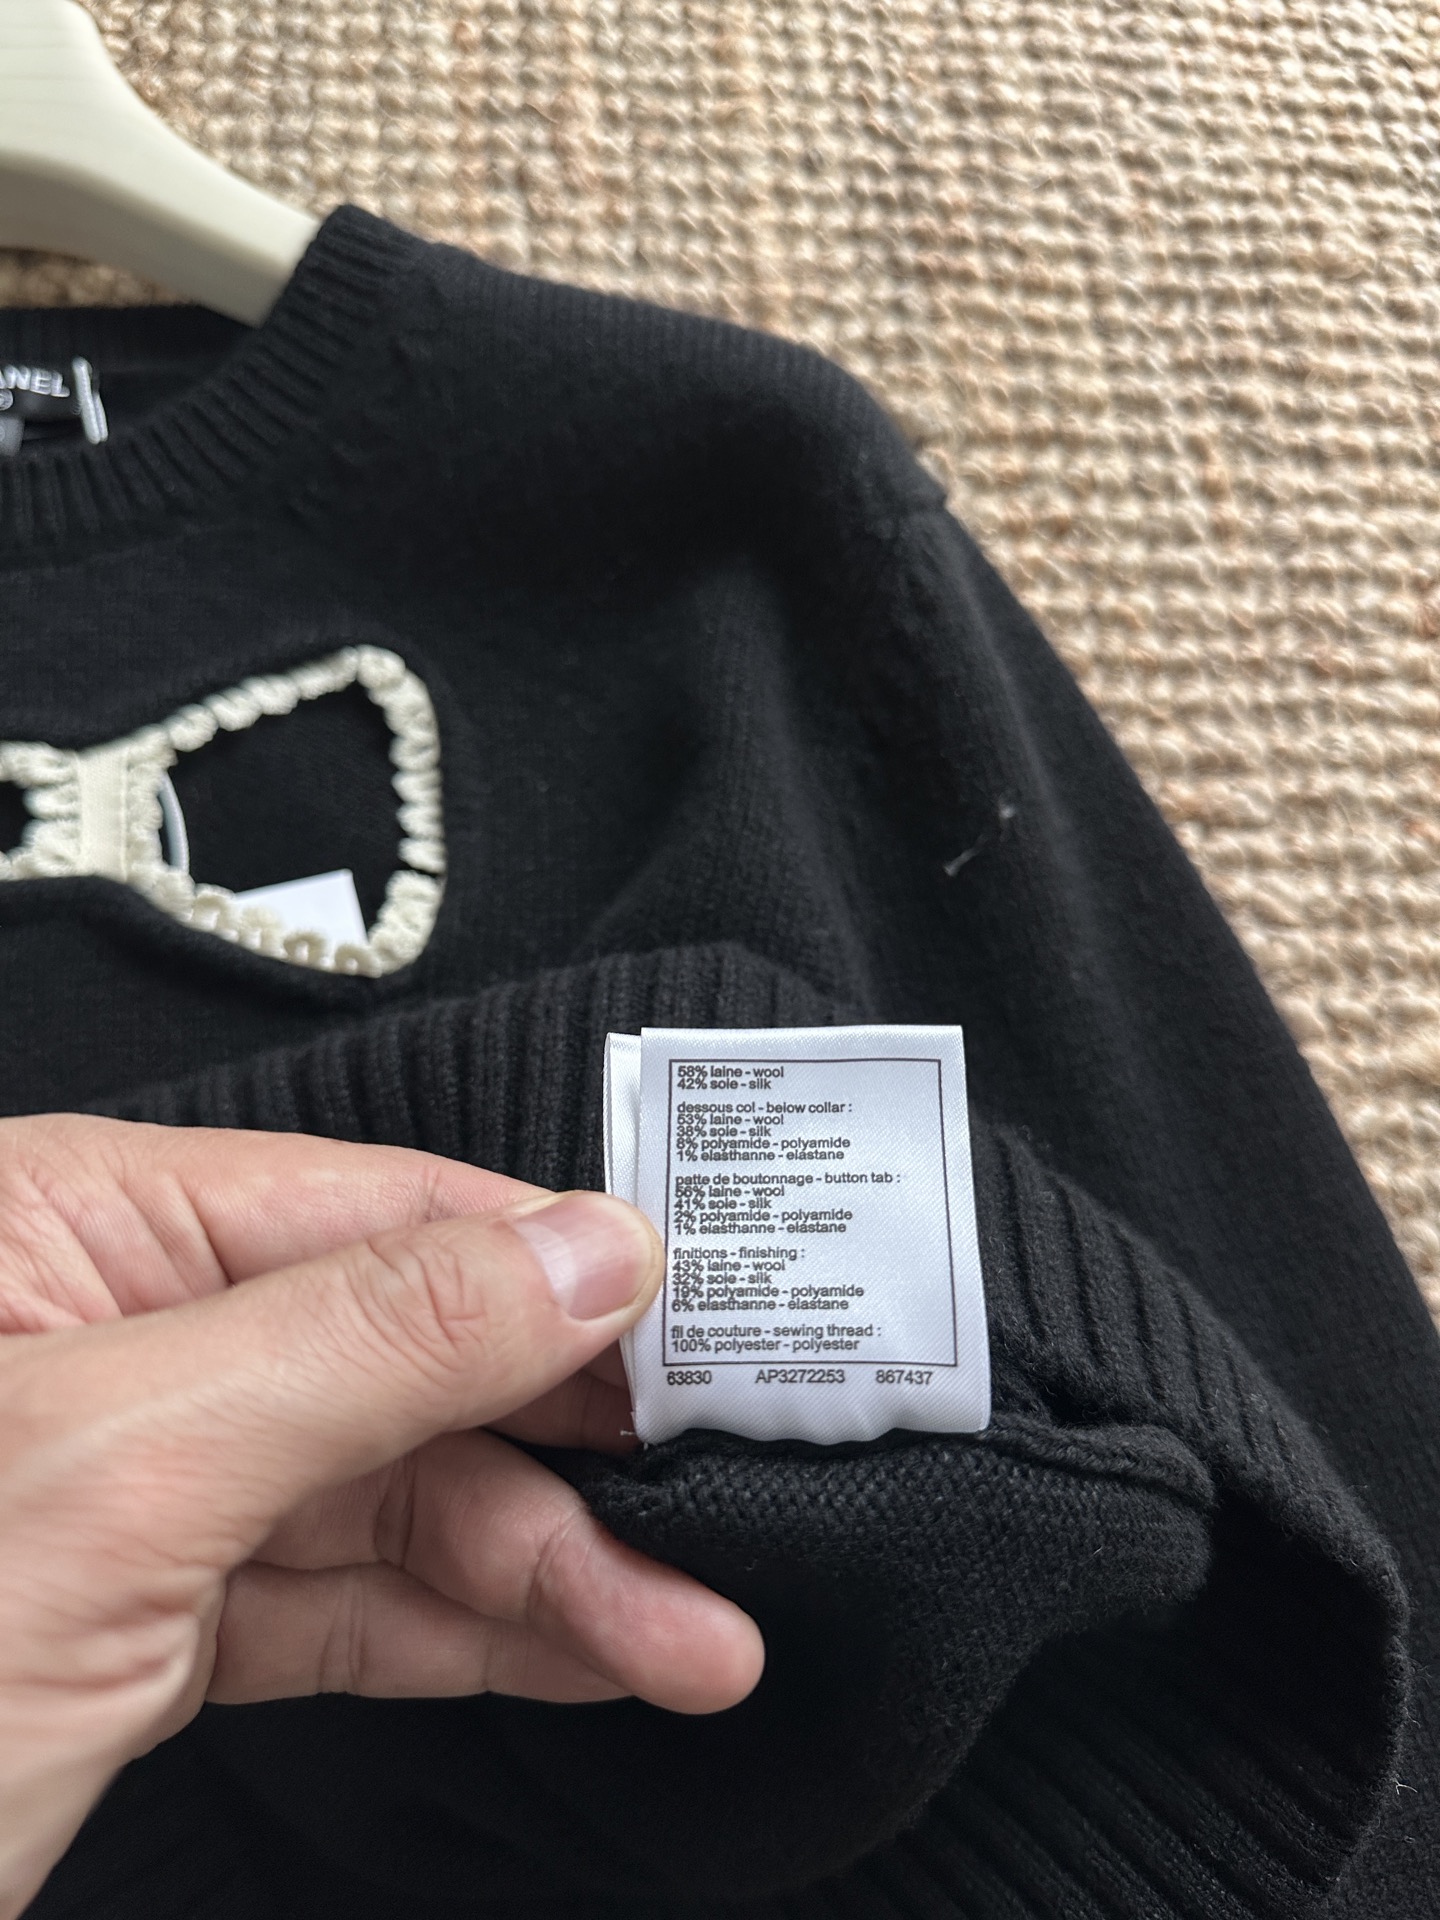 ANEL
58% laine - wool
42% soie - silk
dessous col - below collar :
53% laine - wool
38% soie - silk
8% polyamide - polyamide
1% elasthanne - elastane
patte de boutonnage - button tab :
56% laine - wool
41% soie - silk
2% polyamide - polyamide
1% elasthanne - elastane
finitions - finishing :
43% laine - wool
32% soie - silk
19% polyamide - polyamide
6% elasthanne - elastane
fil de couture - sewing thread :
100% polyester - polyester
63830 AP3272253 867437